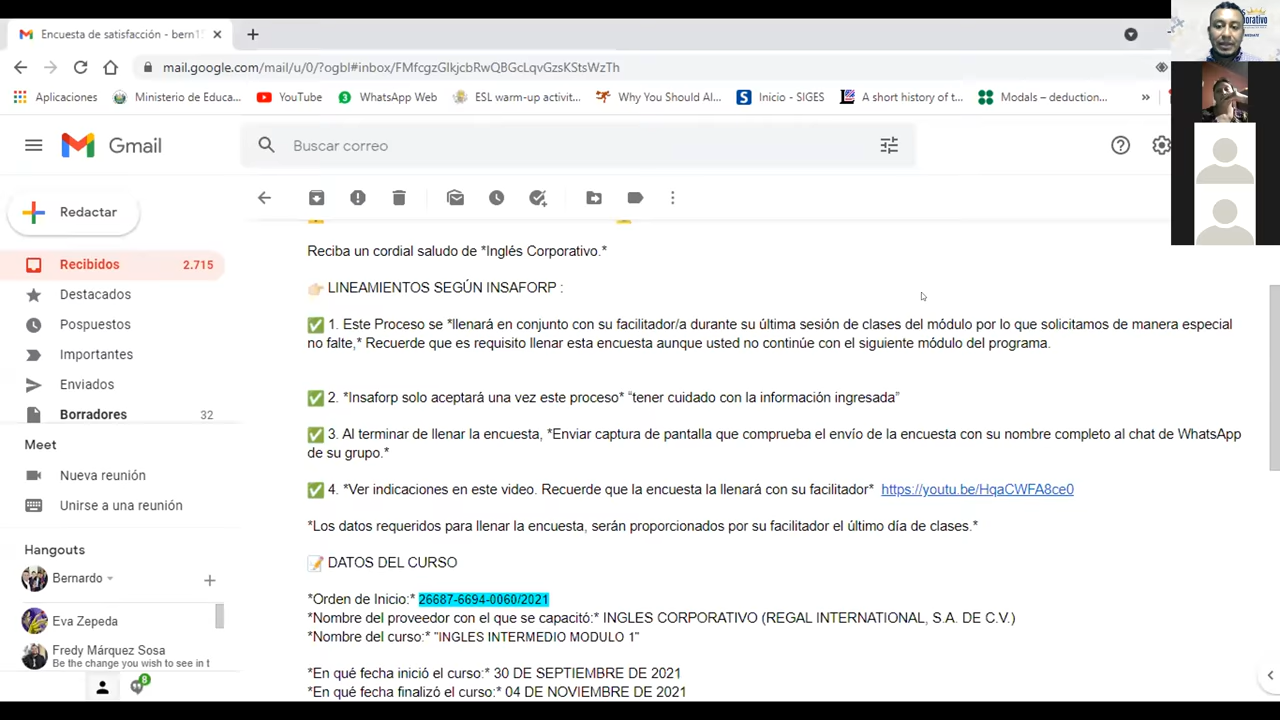 Encuesta de satisfacción - bern15
mail.google.com/mail/u/0/?ogbl#inbox/FMfcgzGlkjcbRwQBGcLqvGzsKStsWzTh
Aplicaciones
Ministerio de Educa...
YouTube
WhatsApp Web
ESL warm-up activit...
Why You Should Al...
Inicio - SIGES
A short history of t...
Modals – deduction...
»
Gmail
Buscar correo
Redactar
Recibidos 2.715
Destacados
Pospuestos
Importantes
Enviados
Borradores 32
Meet
Nueva reunión
Unirse a una reunión
Hangouts
Bernardo
Eva Zepeda
Fredy Márquez Sosa
Be the change you wish to see in t
8
Reciba un cordial saludo de *Inglés Corporativo.*
👉🏻 LINEAMIENTOS SEGÚN INSAFORP :
✅ 1. Este Proceso se *llenará en conjunto con su facilitador/a durante su última sesión de clases del módulo por lo que solicitamos de manera especial
no falte,* Recuerde que es requisito llenar esta encuesta aunque usted no continúe con el siguiente módulo del programa.
✅ 2. *Insaforp solo aceptará una vez este proceso* “tener cuidado con la información ingresada”
✅ 3. Al terminar de llenar la encuesta, *Enviar captura de pantalla que comprueba el envío de la encuesta con su nombre completo al chat de WhatsApp
de su grupo.*
✅ 4. *Ver indicaciones en este video. Recuerde que la encuesta la llenará con su facilitador* https://youtu.be/HqaCWFA8ce0
*Los datos requeridos para llenar la encuesta, serán proporcionados por su facilitador el último día de clases.*
📝 DATOS DEL CURSO
*Orden de Inicio:* 26687-6694-0060/2021
*Nombre del proveedor con el que se capacitó:* INGLES CORPORATIVO (REGAL INTERNATIONAL, S.A. DE C.V.)
*Nombre del curso:* "INGLES INTERMEDIO MODULO 1"
*En qué fecha inició el curso:* 30 DE SEPTIEMBRE DE 2021
*En qué fecha finalizó el curso:* 04 DE NOVIEMBRE DE 2021